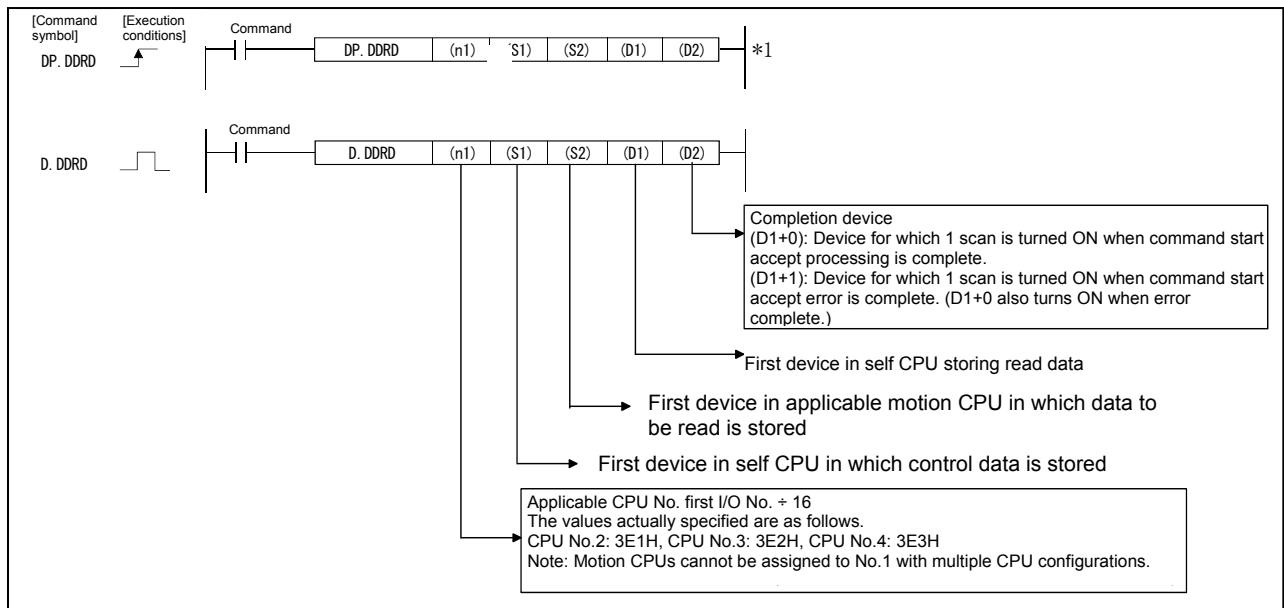 [Command symbol]
[Execution conditions]
Command
DP. DDRD
DP. DDRD (n1) S1) (S2) (D1) (D2)
*1
Command
D. DDRD
D. DDRD (n1) (S1) (S2) (D1) (D2)
Completion device
(D1+0): Device for which 1 scan is turned ON when command start
accept processing is complete.
(D1+1): Device for which 1 scan is turned ON when command start
accept error is complete. (D1+0 also turns ON when error
complete.)
First device in self CPU storing read data
First device in applicable motion CPU in which data to
be read is stored
First device in self CPU in which control data is stored
Applicable CPU No. first I/O No. ÷ 16
The values actually specified are as follows.
CPU No.2: 3E1H, CPU No.3: 3E2H, CPU No.4: 3E3H
Note: Motion CPUs cannot be assigned to No.1 with multiple CPU configurations.